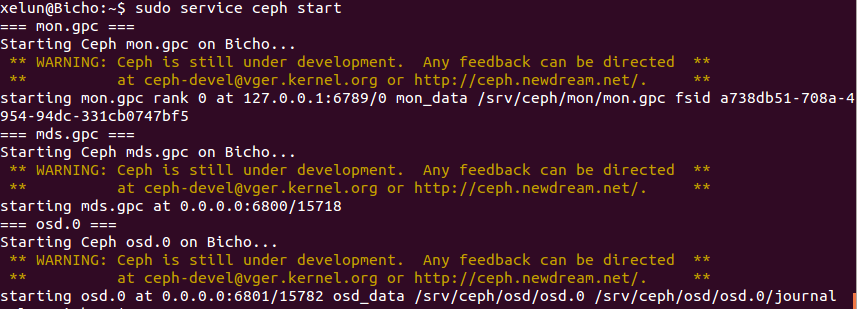 xelun@Bicho:~$ sudo service ceph start
=== mon.gpc ===
Starting Ceph mon.gpc on Bicho...
 ** WARNING: Ceph is still under development.  Any feedback can be directed  **
 **          at ceph-devel@vger.kernel.org or http://ceph.newdream.net/.     **
starting mon.gpc rank 0 at 127.0.0.1:6789/0 mon_data /srv/ceph/mon/mon.gpc fsid a738db51-708a-4
954-94dc-331cb0747bf5
=== mds.gpc ===
Starting Ceph mds.gpc on Bicho...
 ** WARNING: Ceph is still under development.  Any feedback can be directed  **
 **          at ceph-devel@vger.kernel.org or http://ceph.newdream.net/.     **
starting mds.gpc at 0.0.0.0:6800/15718
=== osd.0 ===
Starting Ceph osd.0 on Bicho...
 ** WARNING: Ceph is still under development.  Any feedback can be directed  **
 **          at ceph-devel@vger.kernel.org or http://ceph.newdream.net/.     **
starting osd.0 at 0.0.0.0:6801/15782 osd_data /srv/ceph/osd/osd.0 /srv/ceph/osd/osd.0/journal